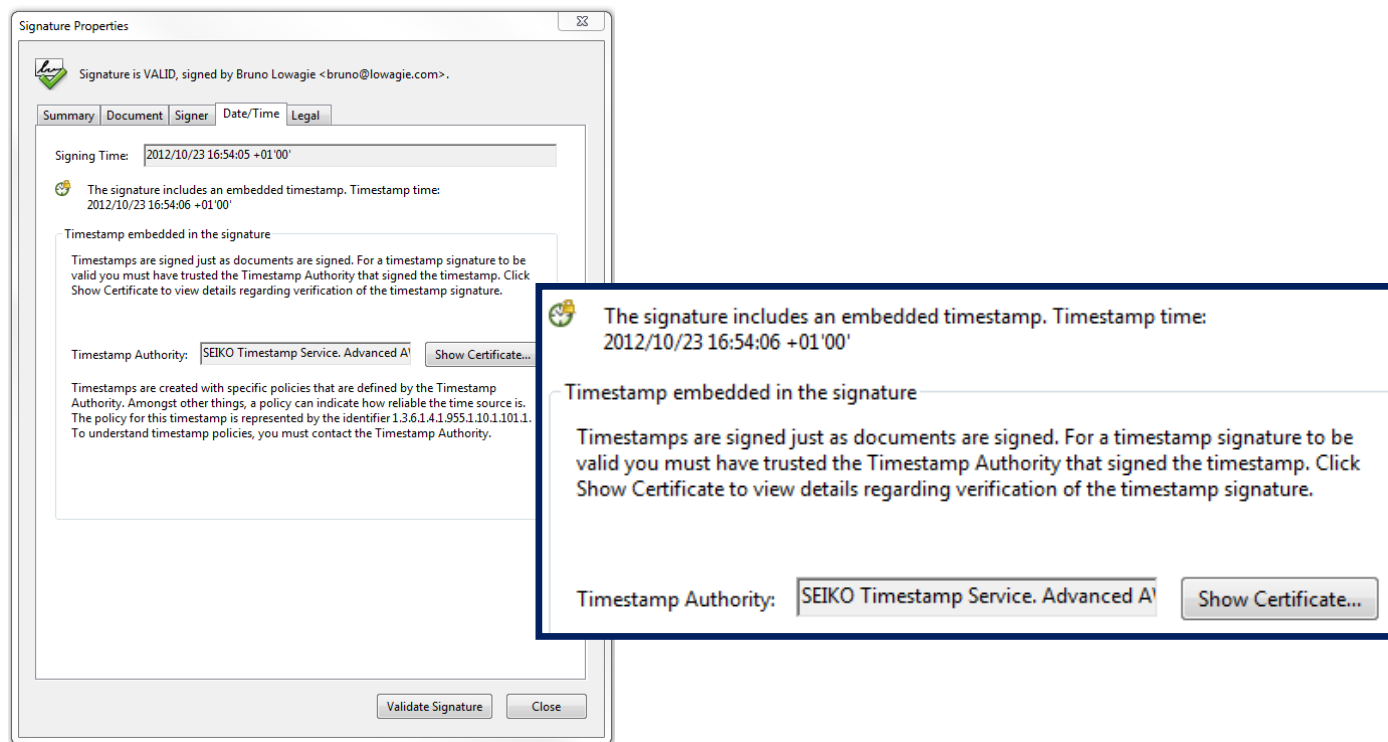 Signature Properties
Signature is VALID, signed by Bruno Lowagie <bruno@lowagie.com>.
Summary Document Signer Date/Time Legal
Signing Time: 2012/10/23 16:54:05 +01'00'
The signature includes an embedded timestamp. Timestamp time:
2012/10/23 16:54:06 +01'00'
Timestamp embedded in the signature
Timestamps are signed just as documents are signed. For a timestamp signature to be
valid you must have trusted the Timestamp Authority that signed the timestamp. Click
Show Certificate to view details regarding verification of the timestamp signature.
Timestamp Authority: SEIKO Timestamp Service. Advanced Show Certificate...
Timestamps are created with specific policies that are defined by the Timestamp
Authority. Amongst other things, a policy can indicate how reliable the time source is.
The policy for this timestamp is represented by the identifier 1.3.6.1.4.1.955.1.10.1.101.1.
To understand timestamp policies, you must contact the Timestamp Authority.
Validate Signature Close
The signature includes an embedded timestamp. Timestamp time:
2012/10/23 16:54:06 +01'00'
Timestamp embedded in the signature
Timestamps are signed just as documents are signed. For a timestamp signature to be
valid you must have trusted the Timestamp Authority that signed the timestamp. Click
Show Certificate to view details regarding verification of the timestamp signature.
Timestamp Authority: SEIKO Timestamp Service. Advanced Show Certificate...